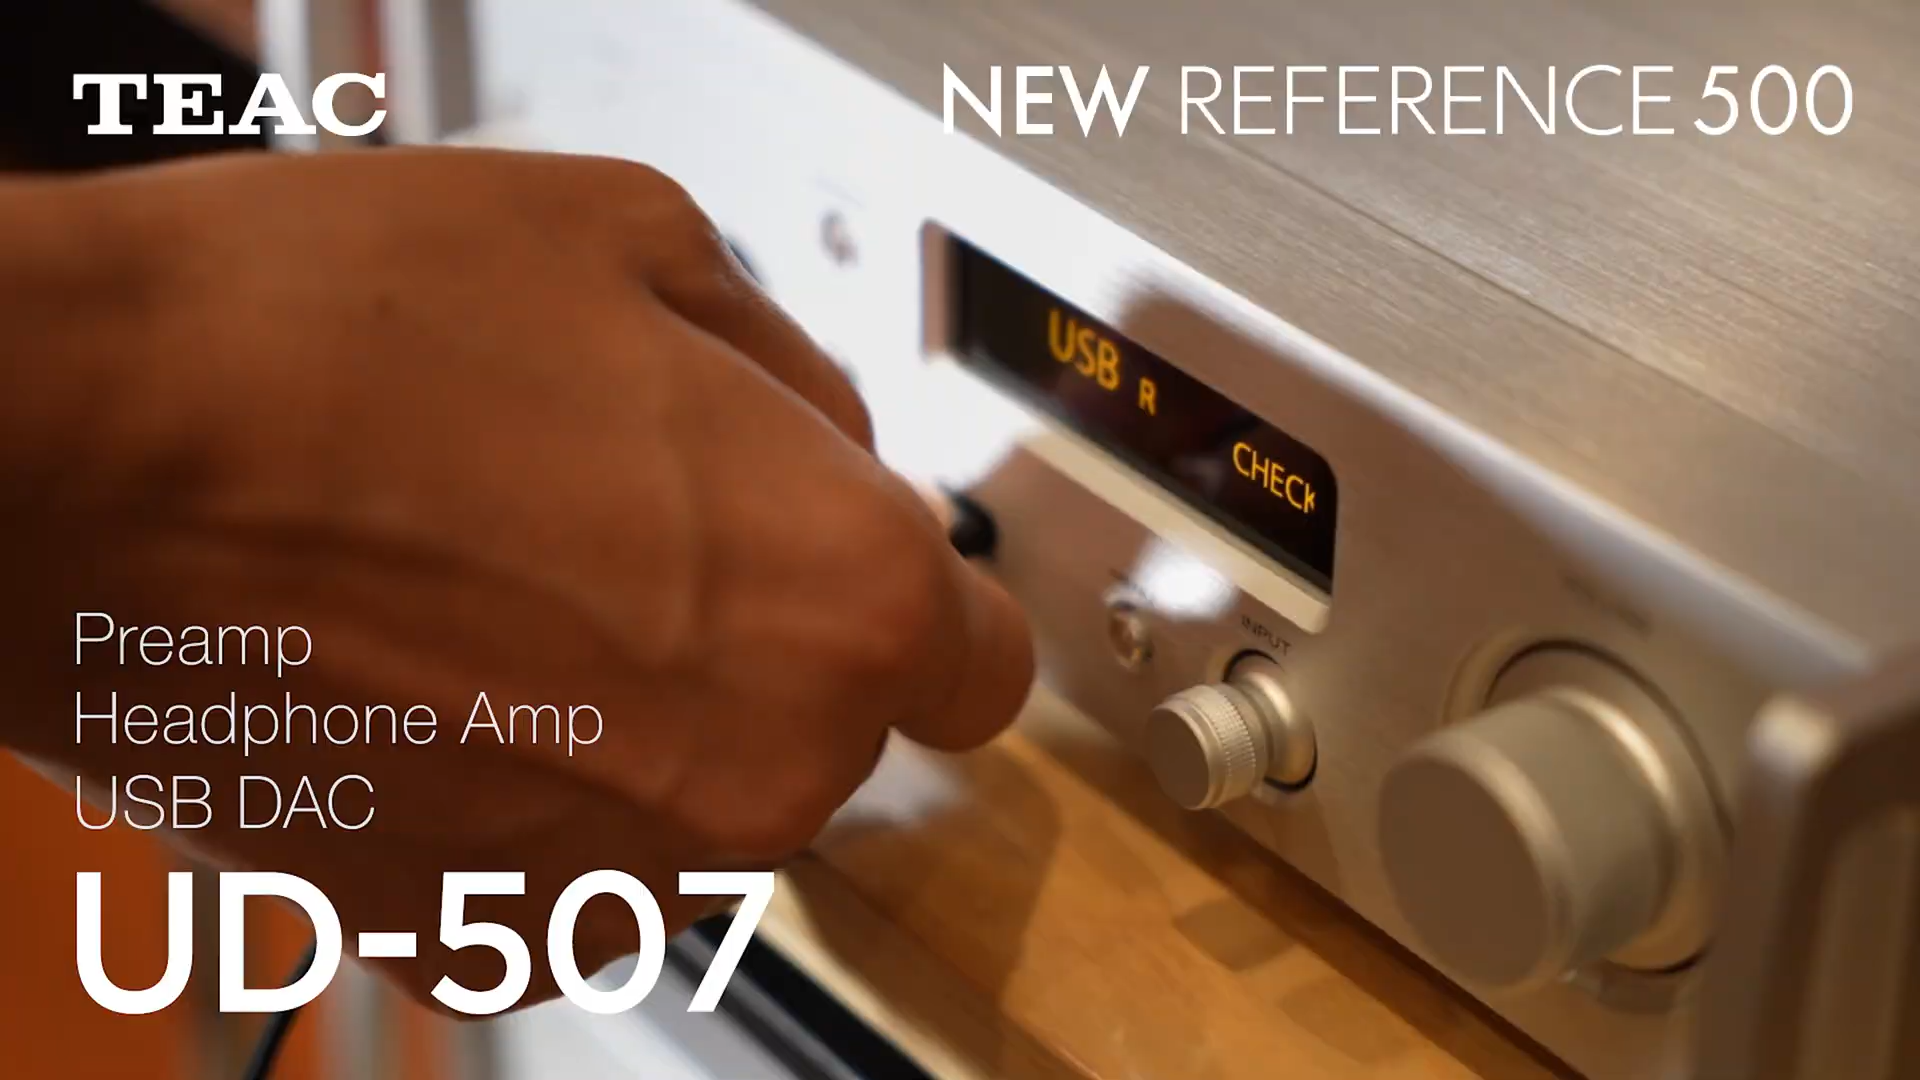 TEAC
NEW REFERENCE 500
USB R
CHECK
INPUT
Preamp
Headphone Amp
USB DAC
UD-507